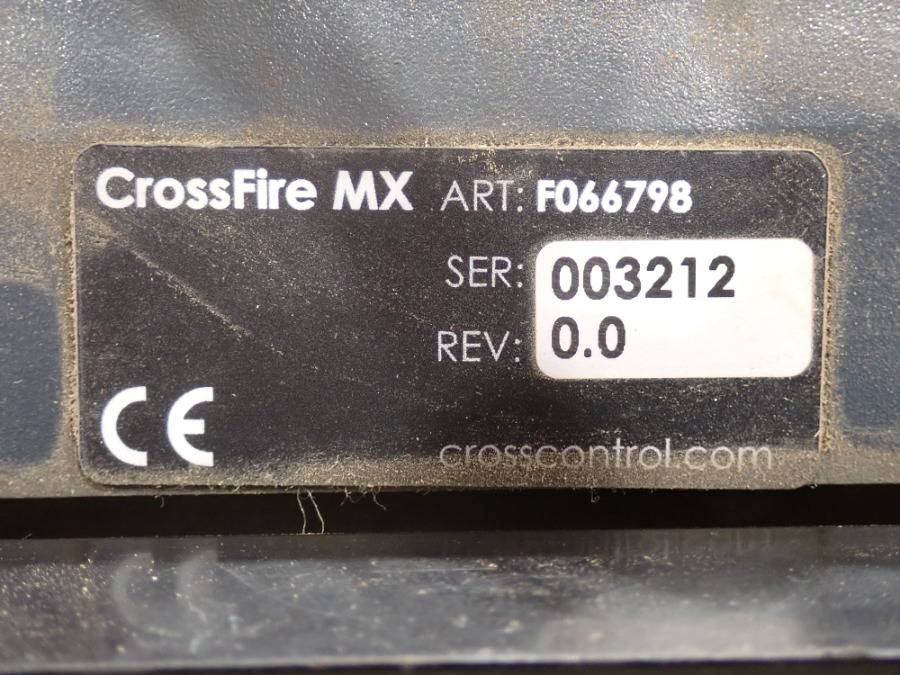 CrossFire MX ART: F066798
SER: 003212
REV: 0.0
CE
crosscontrol.com